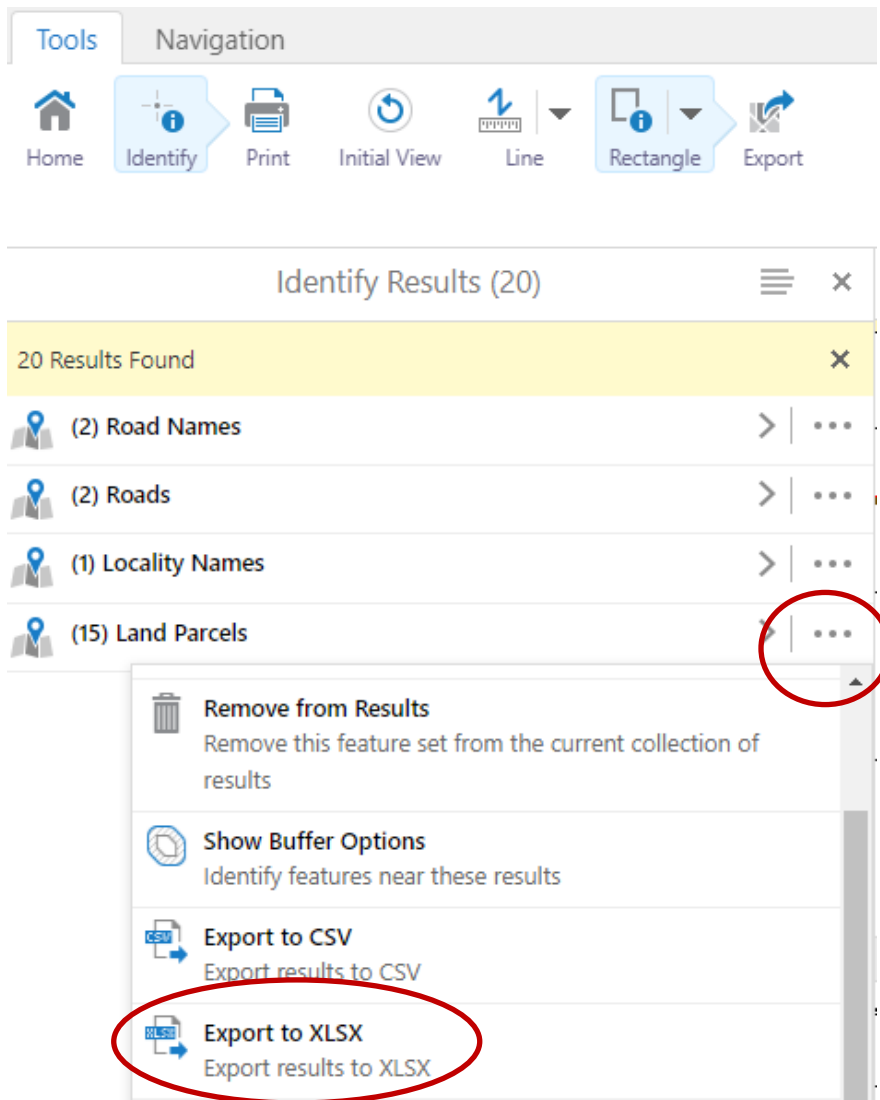 Tools Navigation
Home Identify Print Initial View Line Rectangle Export
Identify Results (20)
20 Results Found
(2) Road Names
(2) Roads
(1) Locality Names
(15) Land Parcels
Remove from Results
Remove this feature set from the current collection of
results
Show Buffer Options
Identify features near these results
CSV
Export to CSV
Export results to CSV
XLSX
Export to XLSX
Export results to XLSX